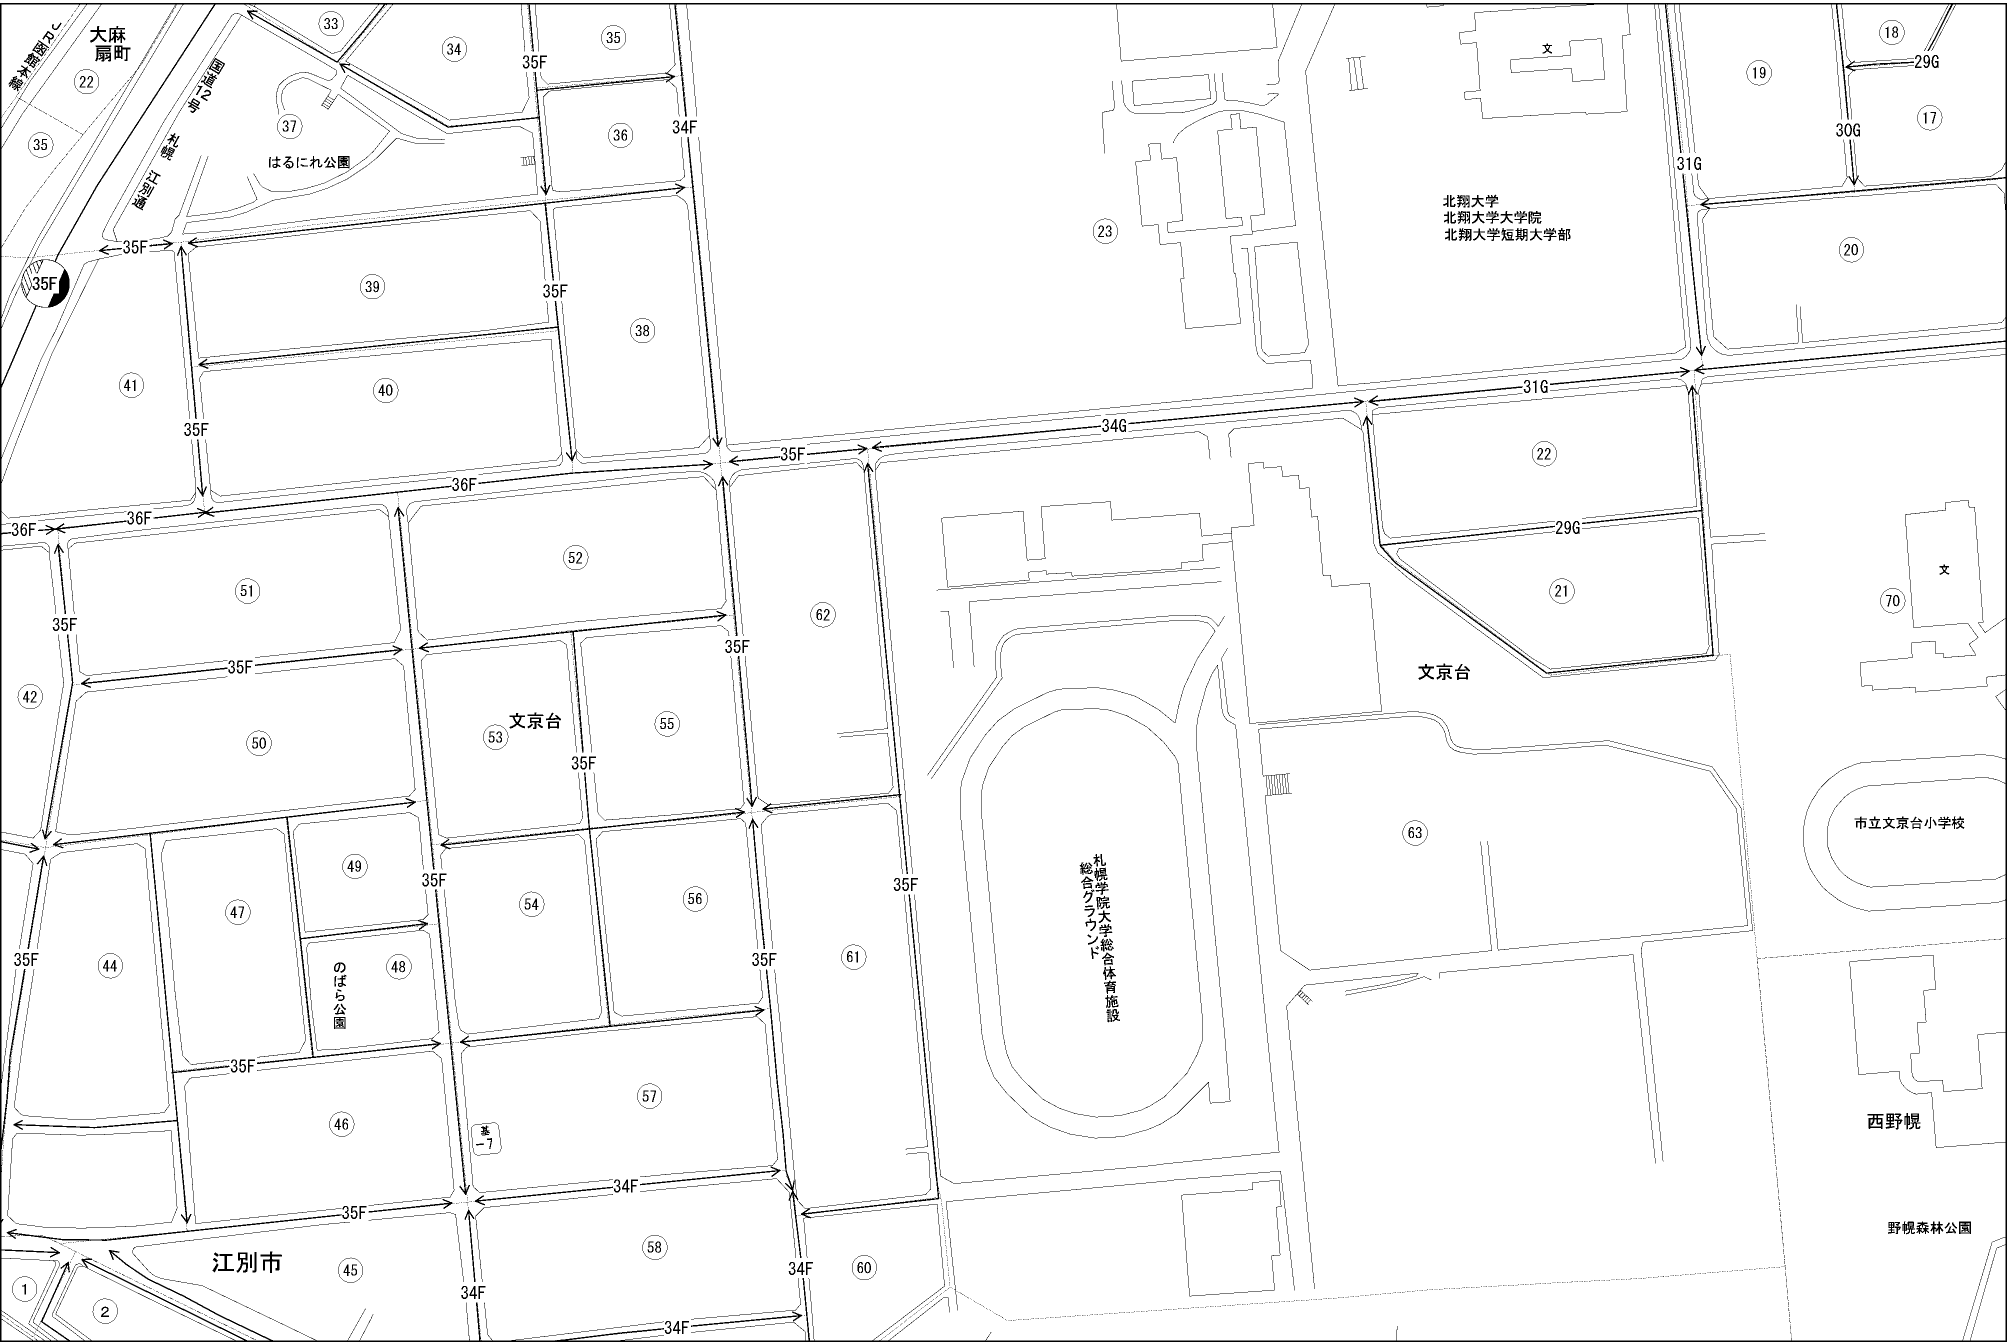 33
34
35F
35
18
29G
大麻
扇町
JR函館本線
22
国道12号
19
17
30G
文
37
36
34F
35
札幌 江別通
はるにれ公園
31G
北翔大学
北翔大学大学院
北翔大学短期大学部
23
20
35F
35F
39
35F
38
41
40
35F
34G
31G
36F
36F
36F
35F
22
29G
21
51
52
62
35F
35F
35F
70
文
42
50
53
文京台
55
35F
文京台
63
市立文京台小学校
49
47
35F
54
56
35F
札幌学院大学総合体育施設
総合グラウンド
35F
44
48
のばら公園
35F
61
35F
46
基
-7
57
西野幌
34F
35F
野幌森林公園
江別市
45
58
34F
60
1
2
34F
34F